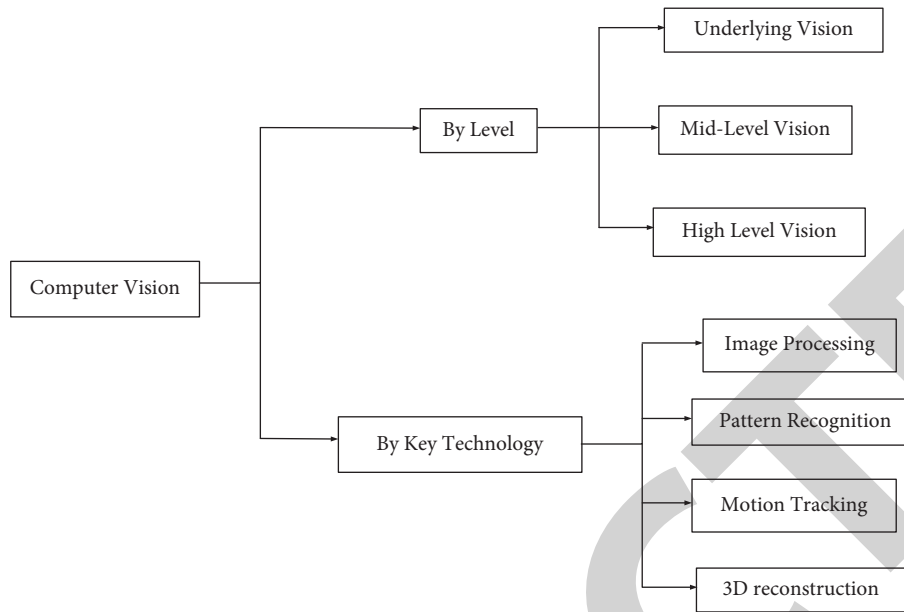 Underlying Vision
By Level
Mid-Level Vision
High Level Vision
Computer Vision
Image Processing
By Key Technology
Pattern Recognition
Motion Tracking
3D reconstruction
CT